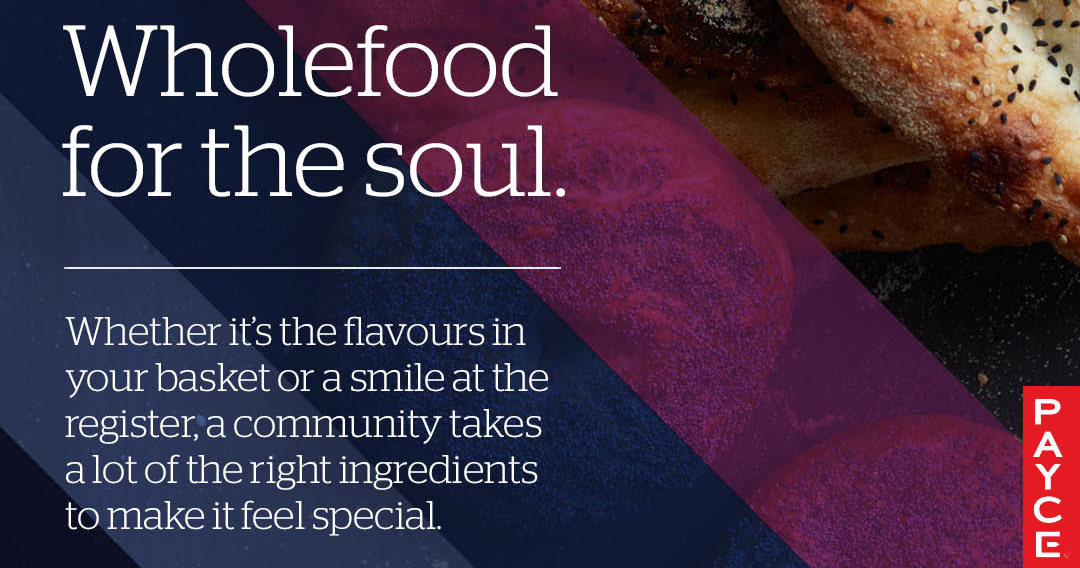 Wholefood
for the soul.
Whether it's the flavours in
your basket or a smile at the
register, a community takes
a lot of the right ingredients
to make it feel special.
PAYCE